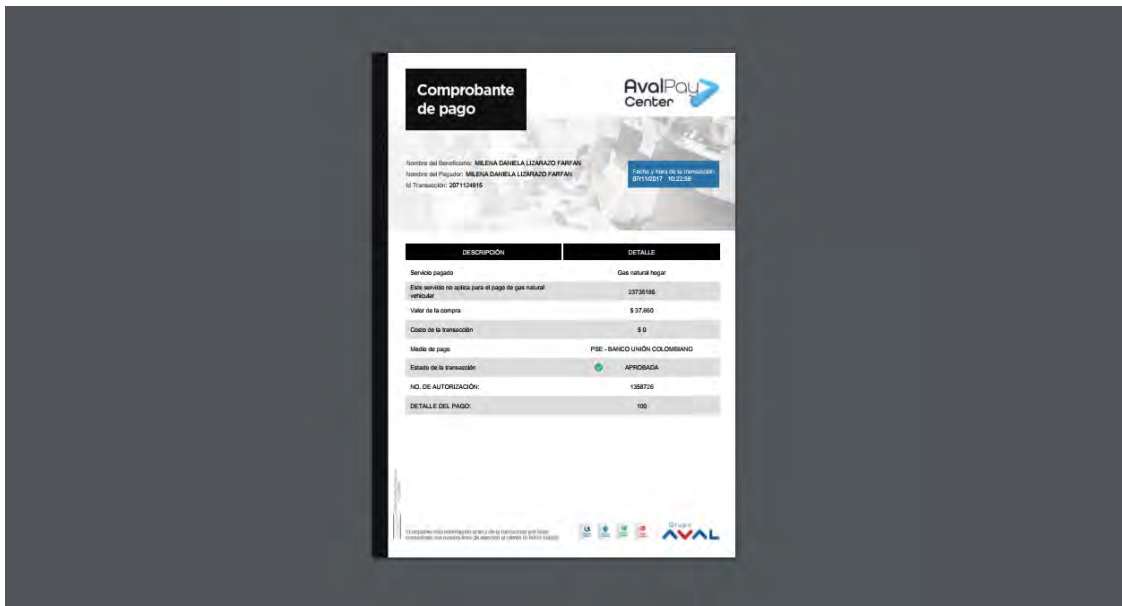 Comprobante
de pago
AvalPay
Center
Nombre del Beneficiario: MILENA DANIELA LIZARAZO FARFAN
Nombre del Pagador: MILENA DANIELA LIZARAZO FARFAN
Id Transacción: 2071124915
Fecha y hora de la transacción:
07/11/2017 10:22:38
DESCRIPCIÓN DETALLE
Servicio pagado Gas natural hogar
Este servicio no aplica para el pago de gas natural
vehicular 23735185
Valor de la compra $ 37.660
Costo de la transacción $ 0
Medio de pago PSE - BANCO UNIÓN COLOMBIANO
Estado de la transacción APROBADA
NO. DE AUTORIZACIÓN: 1358726
DETALLE DEL PAGO: 100
Grupo
AVAL